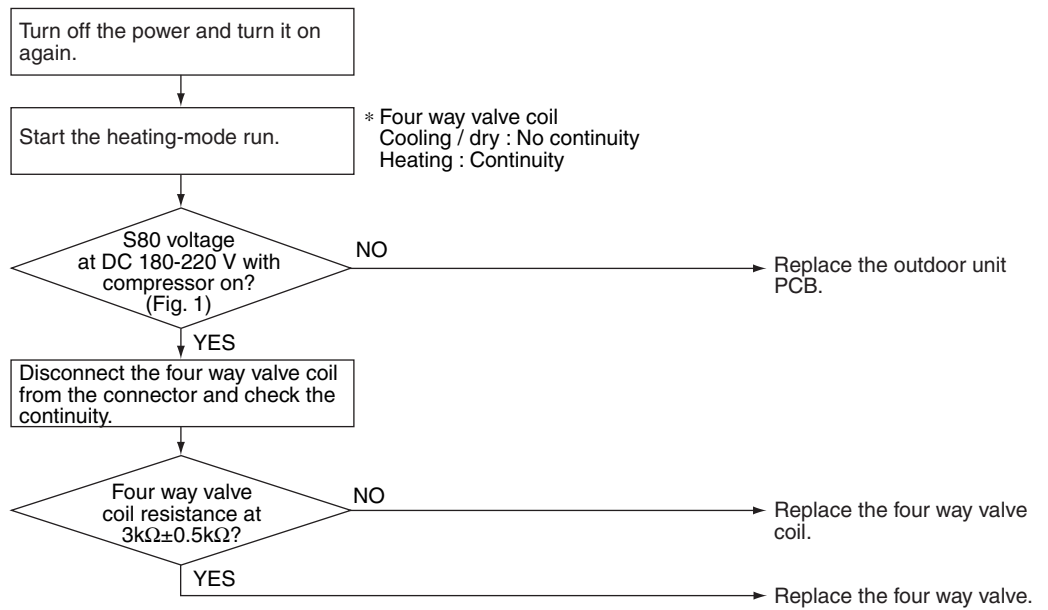 Turn off the power and turn it on
again.
Start the heating-mode run.
* Four way valve coil
Cooling / dry : No continuity
Heating : Continuity
S80 voltage
at DC 180-220 V with
compressor on?
(Fig. 1)
NO
Replace the outdoor unit
PCB.
YES
Disconnect the four way valve coil
from the connector and check the
continuity.
Four way valve
coil resistance at
3kΩ±0.5kΩ?
NO
Replace the four way valve
coil.
YES
Replace the four way valve.